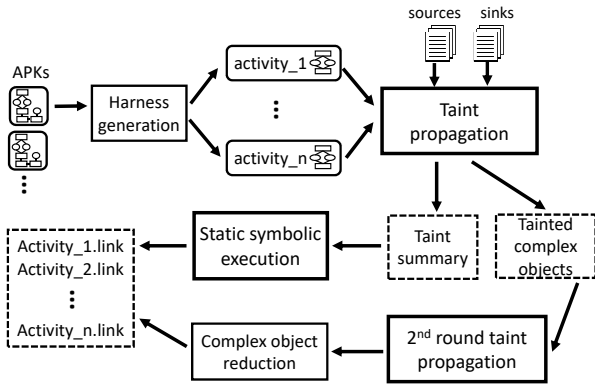 sources sinks
APKs
activity_1
Harness
generation
Taint
propagation
activity_n
Activity_1.link
Activity_2.link
Activity_n.link
Static symbolic
execution
Taint
summary
Tainted
complex
objects
Complex object
reduction
2nd round taint
propagation